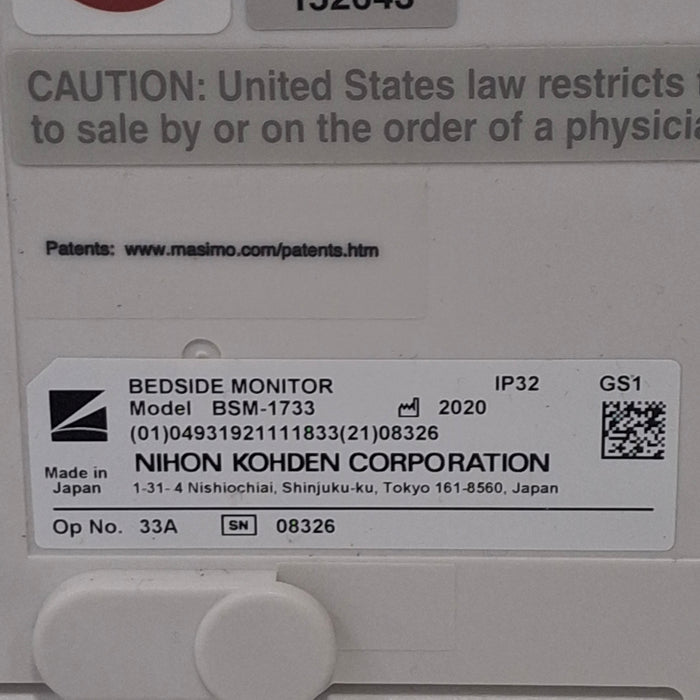 CAUTION: United States law restricts
to sale by or on the order of a
Patents: www.masimo.com/patents.htm
BEDSIDE MONITOR IP32 GS1
Model BSM-1733 2020
(01)04931921111833(21)08326
NIHON KOHDEN CORPORATION
Made in
Japan
1-31-4 Nishiochiai, Shinjuku-ku, Tokyo 161-8560, Japan
Op No. 33A SN 08326